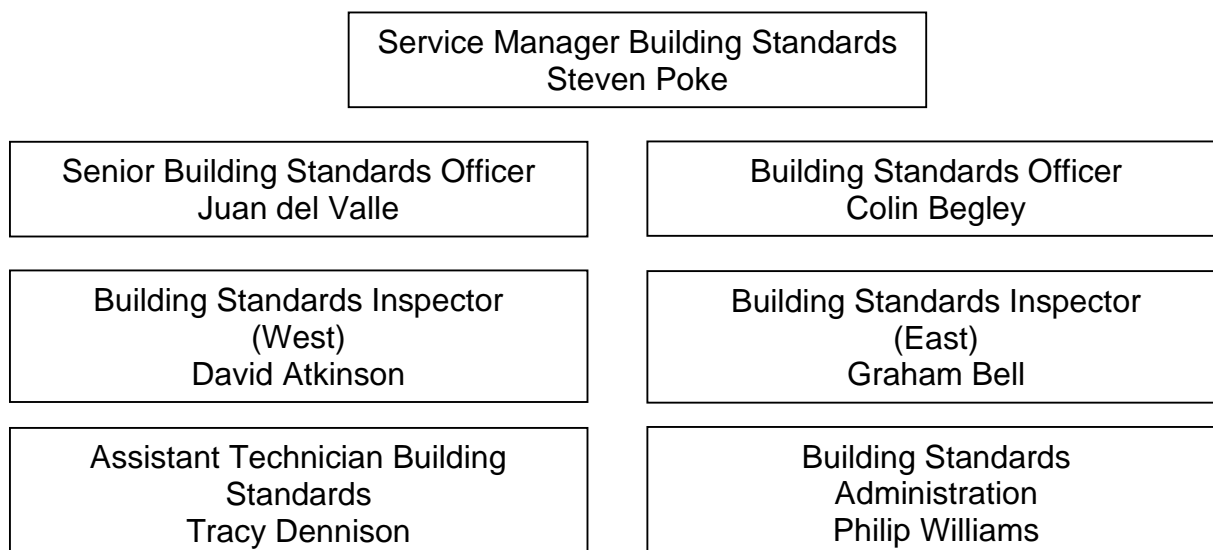 Service Manager Building Standards
Steven Poke
Senior Building Standards Officer
Juan del Valle
Building Standards Officer
Colin Begley
Building Standards Inspector
(West)
David Atkinson
Building Standards Inspector
(East)
Graham Bell
Assistant Technician Building
Standards
Tracy Dennison
Building Standards
Administration
Philip Williams